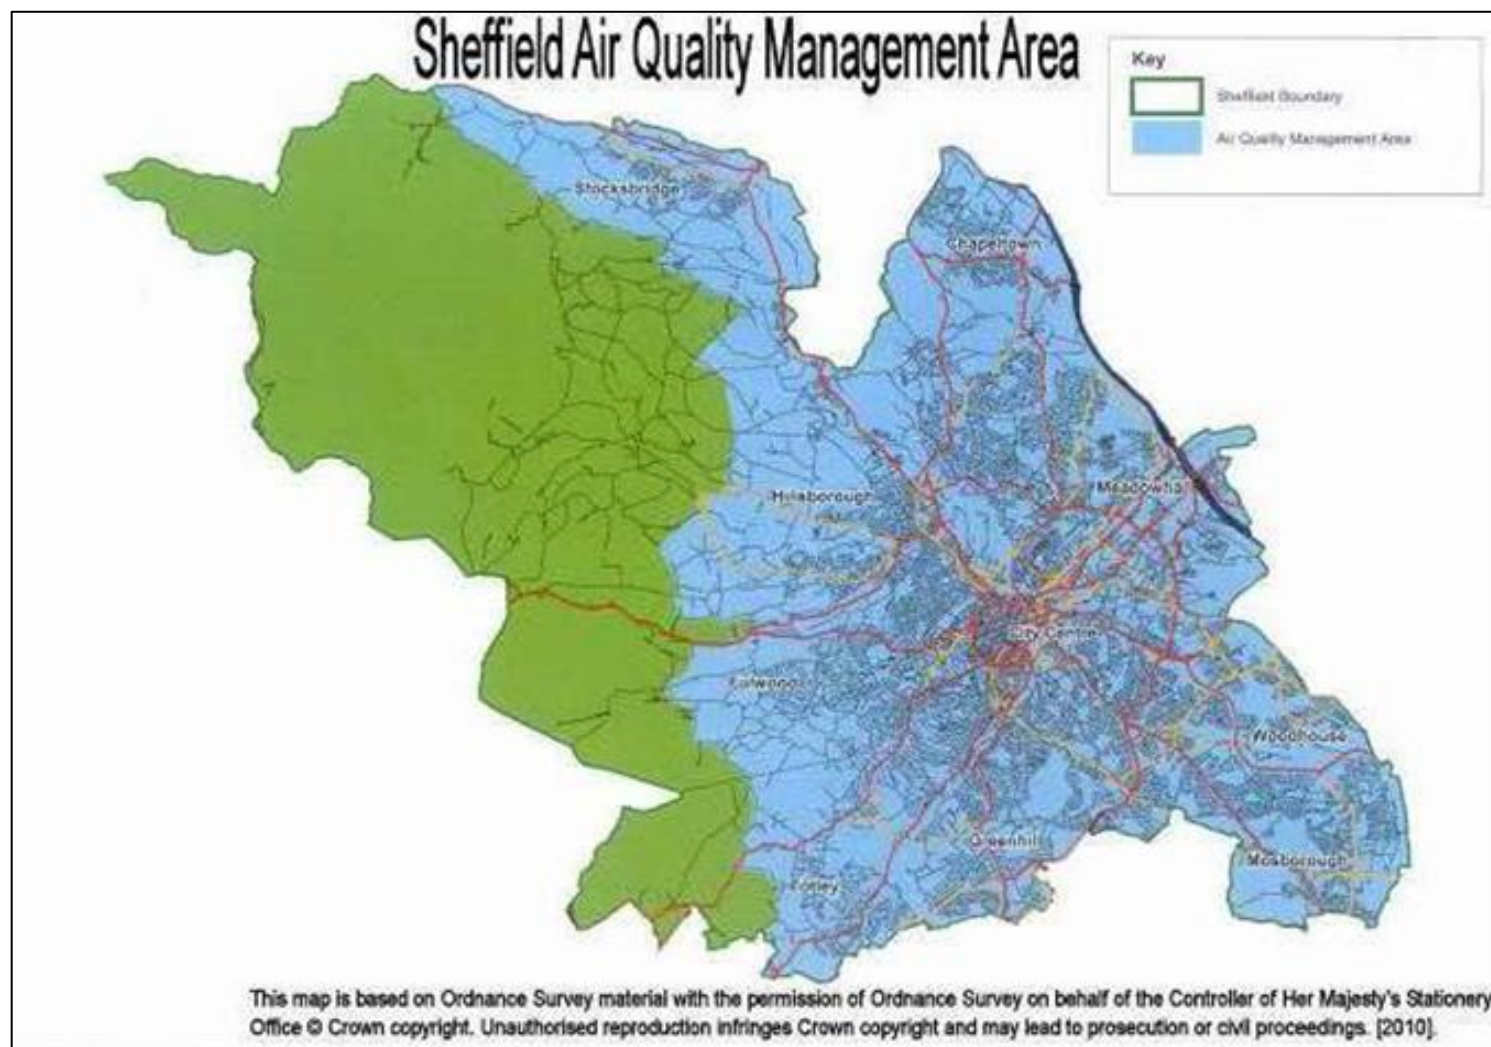 Sheffield Air Quality Management Area
Key
Sheffield Boundary
Air Quality Management Area
Stocksbridge
Chapeltown
Hillsborough
Meadowhall
City Centre
Fulwood
Woodhouse
Greenhill
Mosborough
Totley
This map is based on Ordnance Survey material with the permission of Ordnance Survey on behalf of the Controller of Her Majesty's Stationery
Office © Crown copyright. Unauthorised reproduction infringes Crown copyright and may lead to prosecution or civil proceedings. [2010].